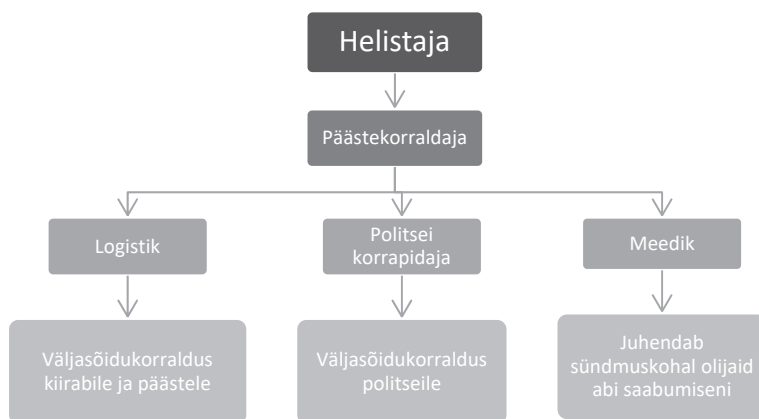 Helistaja
Päästekorraldaja
Logistik
Politsei
korrapidaja
Meedik
Väljasõidukorraldus
kiirabile ja päästele
Väljasõidukorraldus
politseile
Juhendab
sündmuskohal olijaid
abi saabumiseni